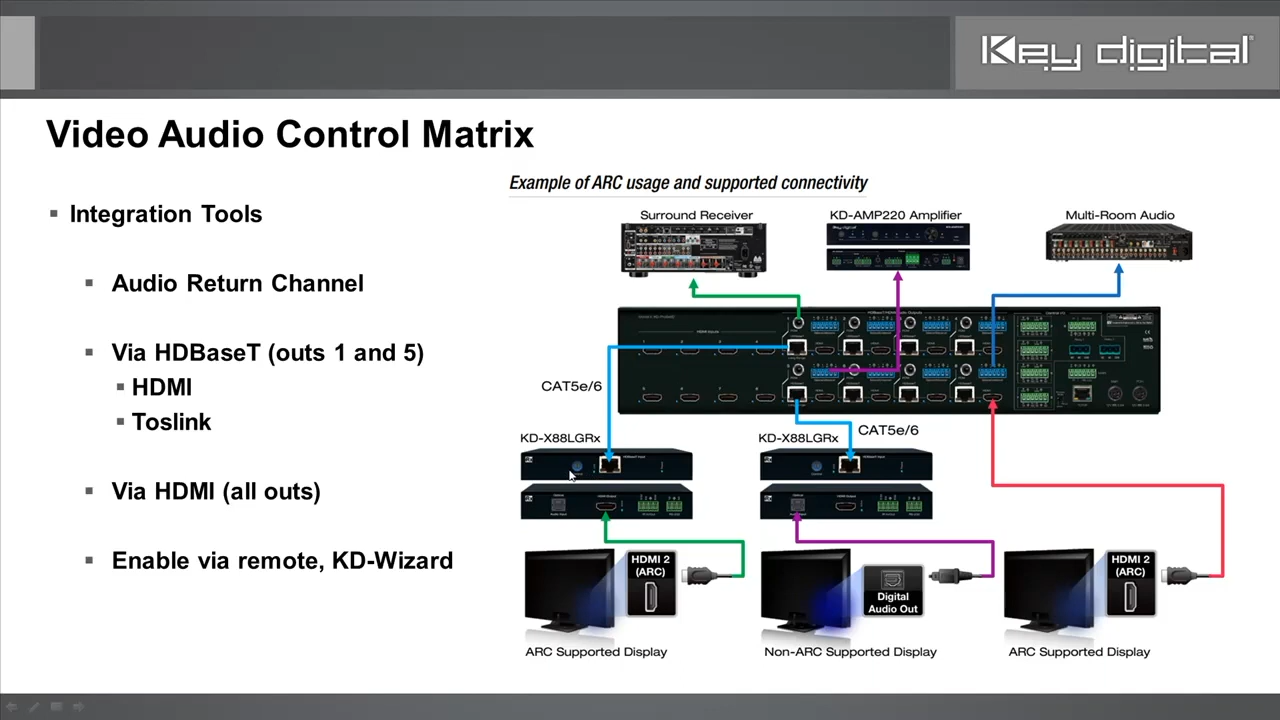 Key digital
Video Audio Control Matrix
Example of ARC usage and supported connectivity
Integration Tools
Audio Return Channel
Via HDBaseT (outs 1 and 5)
HDMI
Toslink
Via HDMI (all outs)
Enable via remote, KD-Wizard
Surround Receiver
KD-AMP220 Amplifier
Multi-Room Audio
CAT5e/6
CAT5e/6
KD-X88LGRx
KD-X88LGRx
HDMI 2
(ARC)
Digital
Audio Out
HDMI 2
(ARC)
ARC Supported Display
Non-ARC Supported Display
ARC Supported Display